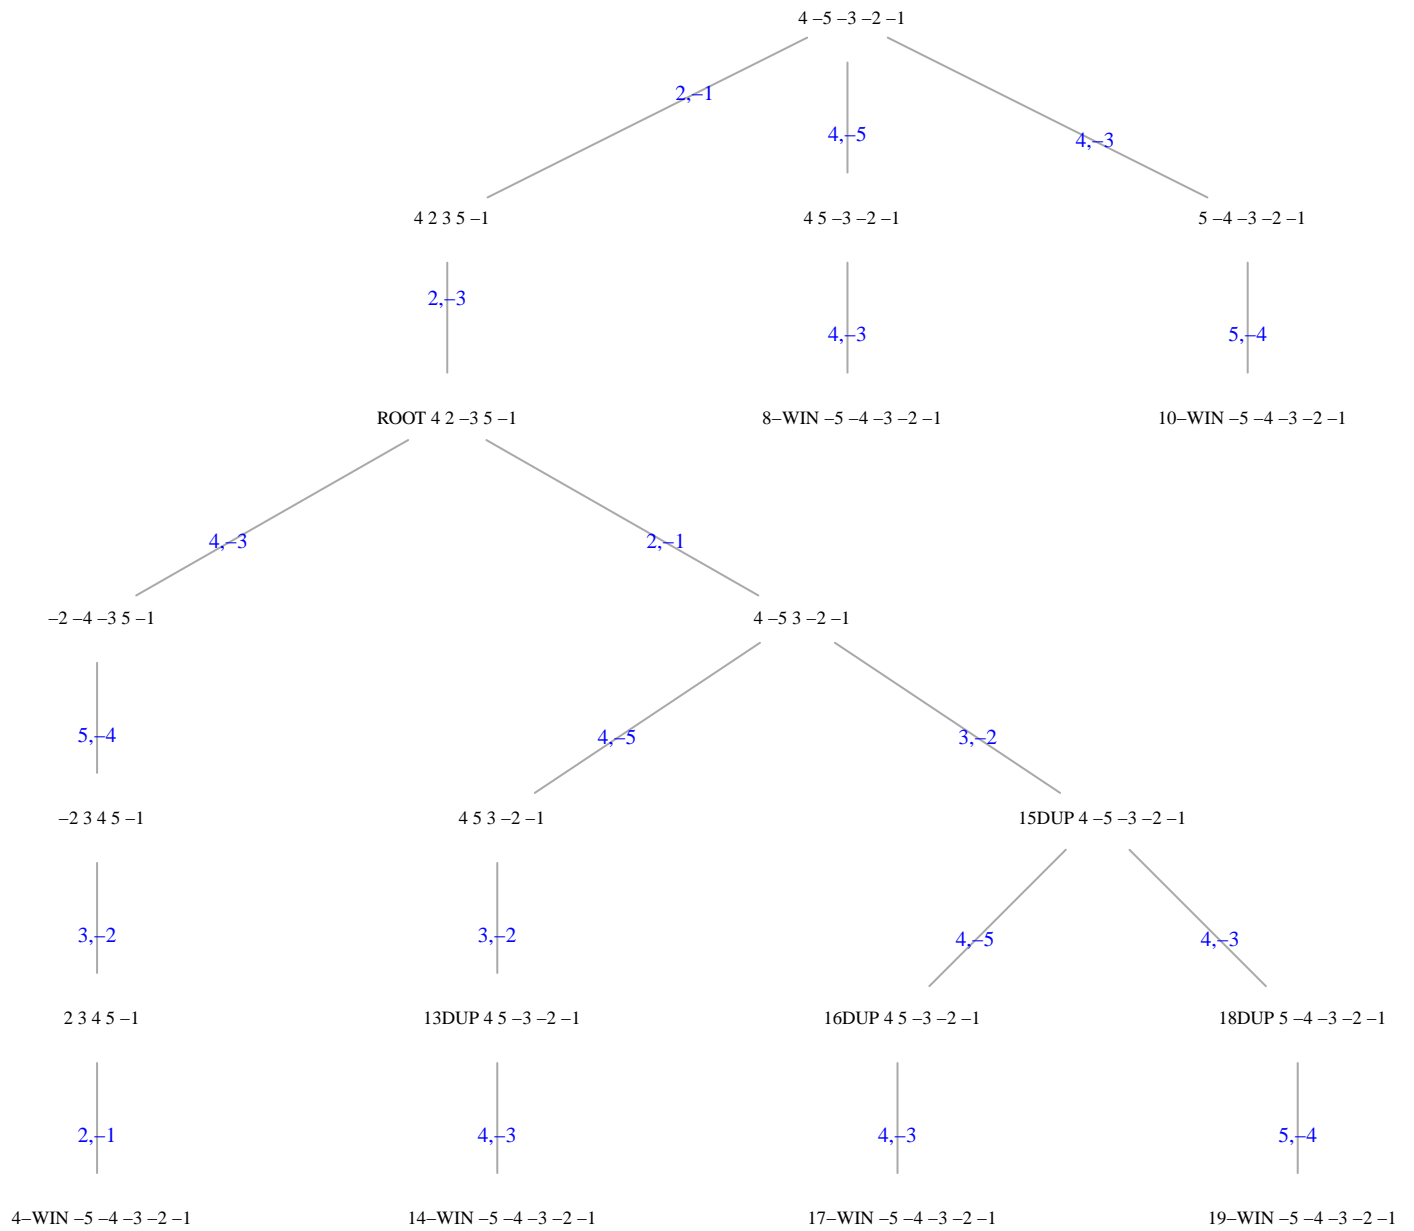 4 –5 –3 –2 –1
2,–1
4,–5
4,–3
4 2 3 5 –1
4 5 –3 –2 –1
5 –4 –3 –2 –1
2,–3
4,–3
5,–4
ROOT 4 2 –3 5 –1
8–WIN –5 –4 –3 –2 –1
10–WIN –5 –4 –3 –2 –1
4,–3
2,–1
–2 –4 –3 5 –1
4 –5 3 –2 –1
5,–4
4,–5
3,–2
–2 3 4 5 –1
4 5 3 –2 –1
15DUP 4 –5 –3 –2 –1
3,–2
3,–2
4,–5
4,–3
2 3 4 5 –1
13DUP 4 5 –3 –2 –1
16DUP 4 5 –3 –2 –1
18DUP 5 –4 –3 –2 –1
2,–1
4,–3
4,–3
5,–4
4–WIN –5 –4 –3 –2 –1
14–WIN –5 –4 –3 –2 –1
17–WIN –5 –4 –3 –2 –1
19–WIN –5 –4 –3 –2 –1